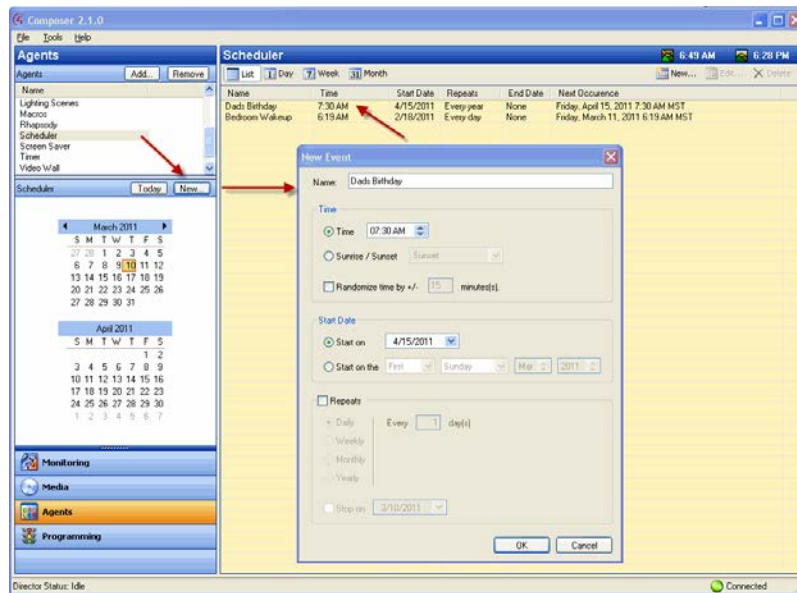 Composer 2.1.0
File Tools Help
Agents
Agents Add... Remove
Name
Lighting Scenes
Macros
Rhapsody
Scheduler
Screen Saver
Timer
Video Wall
Scheduler Today New...
March 2011
S M T W T F S
27 28 1 2 3 4 5
6 7 8 9 10 11 12
13 14 15 16 17 18 19
20 21 22 23 24 25 26
27 28 29 30 31
April 2011
S M T W T F S
1 2
3 4 5 6 7 8 9
10 11 12 13 14 15 16
17 18 19 20 21 22 23
24 25 26 27 28 29 30
1 2 3 4 5 6 7
Monitoring
Media
Agents
Programming
Director Status: Idle
Scheduler 6:49 AM 6:28 PM
List 1 Day 7 Week 31 Month New... Edit... Delete
Name Time Start Date Repeats End Date Next Occurence
Dads Birthday 7:30 AM 4/15/2011 Every year None Friday, April 15, 2011 7:30 AM MST
Bedroom Wakeup 6:19 AM 2/18/2011 Every day None Friday, March 11, 2011 6:19 AM MST
New Event
Name: Dads Birthday
Time
Time 07:30 AM
Sunrise / Sunset Sunset
Randomize time by +/- 15 minutes(s).
Start Date
Start on 4/15/2011
Start on the First Sunday Mar 2011
Repeats
Daily Every 1 day(s)
Weekly
Monthly
Yearly
Stop on 3/10/2011
OK Cancel
Connected